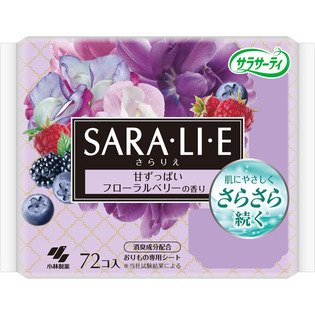 サラサーティ
SARA・LI・E
さらりえ
甘ずっぱい
フローラルベリーの香り
肌にやさしく
さらさら
続く※
消臭成分配合
おりもの専用シート
※当社試験結果による
小林製薬
72コ入